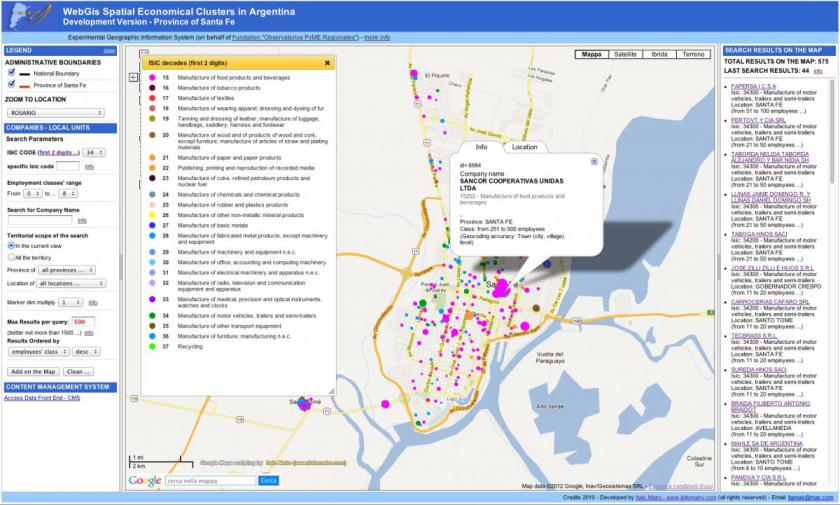 WebGis Spatial Economical Clusters in Argentina
Development Version - Province of Santa Fe
Experimental Geographic Information System (on behalf of Fundation "Observatorios PyME Regionales") - more info
LEGEND
close
ADMINISTRATIVE BOUNDARIES
National Boundary
Province of Santa Fe
ZOOM TO LOCATION
ROSARIO
COMPANIES - LOCAL UNITS
Search Parameters
ISIC CODE (first 2 digits ...) 34
specific Isic code info
Employment classes' range
From 0 to .. 8
Search for Company Name
info
Territorial scope of the search
In the current view
All the territory
Province of all provinces ...
Location of all locations ...
Marker dim multiply 1 info
Max Results per query: 500
(better not more than 1500 ...) info
Results Ordered by
employees' class desc
Add on the Map Clean ...
CONTENT MANAGEMENT SYSTEM
Access Data Front End - CMS
ISIC decodes (first 2 digits)
15 Manufacture of food products and beverages
16 Manufacture of tobacco products
17 Manufacture of textiles
18 Manufacture of wearing apparel; dressing and dyeing of fur
19 Tanning and dressing of leather; manufacture of luggage,
handbags, saddlery, harness and footwear
20 Manufacture of wood and of products of wood and cork,
except furniture; manufacture of articles of straw and plaiting
materials
21 Manufacture of paper and paper products
22 Publishing, printing and reproduction of recorded media
23 Manufacture of coke, refined petroleum products and
nuclear fuel
24 Manufacture of chemicals and chemical products
25 Manufacture of rubber and plastics products
26 Manufacture of other non-metallic mineral products
27 Manufacture of basic metals
28 Manufacture of fabricated metal products, except machinery
and equipment
29 Manufacture of machinery and equipment n.e.c.
30 Manufacture of office, accounting and computing machinery
31 Manufacture of electrical machinery and apparatus n.e.c.
32 Manufacture of radio, television and communication
equipment and apparatus
33 Manufacture of medical, precision and optical instruments,
watches and clocks
34 Manufacture of motor vehicles, trailers and semi-trailers
35 Manufacture of other transport equipment
36 Manufacture of furniture; manufacturing n.e.c.
37 Recycling
Mappa Satellite Ibrida Terreno
El Piquete
Info Location
id= 6984
Company name
SANCOR COOPERATIVAS UNIDAS
LTDA
15202 - Manufacture of food products and
beverages
Province: SANTA FE
Class: from 251 to 500 employees
(Geocoding accuracy: Town (city, village)
level)
Vuelta del
Paraguayo
Alto Verde
Colastine
Sur
1 mi
2 km
Google Maps scripting by Italo Mairo (www.italomairo.com)
Google cerca nella mappa Cerca
Map data ©2012 Google, Inav/Geosistemas SRL
SEARCH RESULTS ON THE MAP
TOTAL RESULTS ON THE MAP: 575
LAST SEARCH RESULTS: 44 info
FAPERSA I C S A
Isic: 34300 - Manufacture of motor
vehicles, trailers and semi-trailers
Location: SANTA FE
(from 51 to 100 employees ...)
PERTOVT Y CIA SRL
Isic: 34300 - Manufacture of motor
vehicles, trailers and semi-trailers
Location: SANTA FE
(from 21 to 50 employees ...)
TABORDA NELIDA TABORDA
ALEJANDRO Y BAR NIDIA SH
Isic: 34300 - Manufacture of motor
vehicles, trailers and semi-trailers
Location: SANTA FE
(from 21 to 50 employees ...)
LLINAS JAIME DOMINGO R. Y
LLINAS DANIEL DOMINGO SH
Isic: 34300 - Manufacture of motor
vehicles, trailers and semi-trailers
Location: SANTA FE
(from 21 to 50 employees ...)
TABOGA HNOS SACI
Isic: 34200 - Manufacture of motor
vehicles, trailers and semi-trailers
Location: SANTA FE
(from 21 to 50 employees ...)
JOSE ZILLI ZILLI E HIJOS S R L
Isic: 34300 - Manufacture of motor
vehicles, trailers and semi-trailers
Location: GOBERNADOR CRESPO
(from 11 to 20 employees ...)
CARROCERIAS CAFARO SRL
Isic: 34200 - Manufacture of motor
vehicles, trailers and semi-trailers
Location: SANTO TOME
(from 11 to 20 employees ...)
TECBRASS S.R.L.
Isic: 34300 - Manufacture of motor
vehicles, trailers and semi-trailers
Location: SANTA FE
(from 11 to 20 employees ...)
SUREDA HNOS SACI
Isic: 34300 - Manufacture of motor
vehicles, trailers and semi-trailers
Location: SANTA FE
(from 11 to 20 employees ...)
BRAIDA FILIBERTO ANTONIO
BRAIDOT
Isic: 34300 - Manufacture of motor
vehicles, trailers and semi-trailers
Location: AVELLANEDA
(from 11 to 20 employees ...)
MAHLE SA DE ARGENTINA
Isic: 34300 - Manufacture of motor
vehicles, trailers and semi-trailers
Location: SANTO TOME
(from 6 to 10 employees ...)
PANEIVA Y CIA S R L
Isic: 34300 - Manufacture of motor
Credits 2010 - Developed by Italo Mairo - www.italomairo.com (all rights reserved) - Email: itamair@mac.com